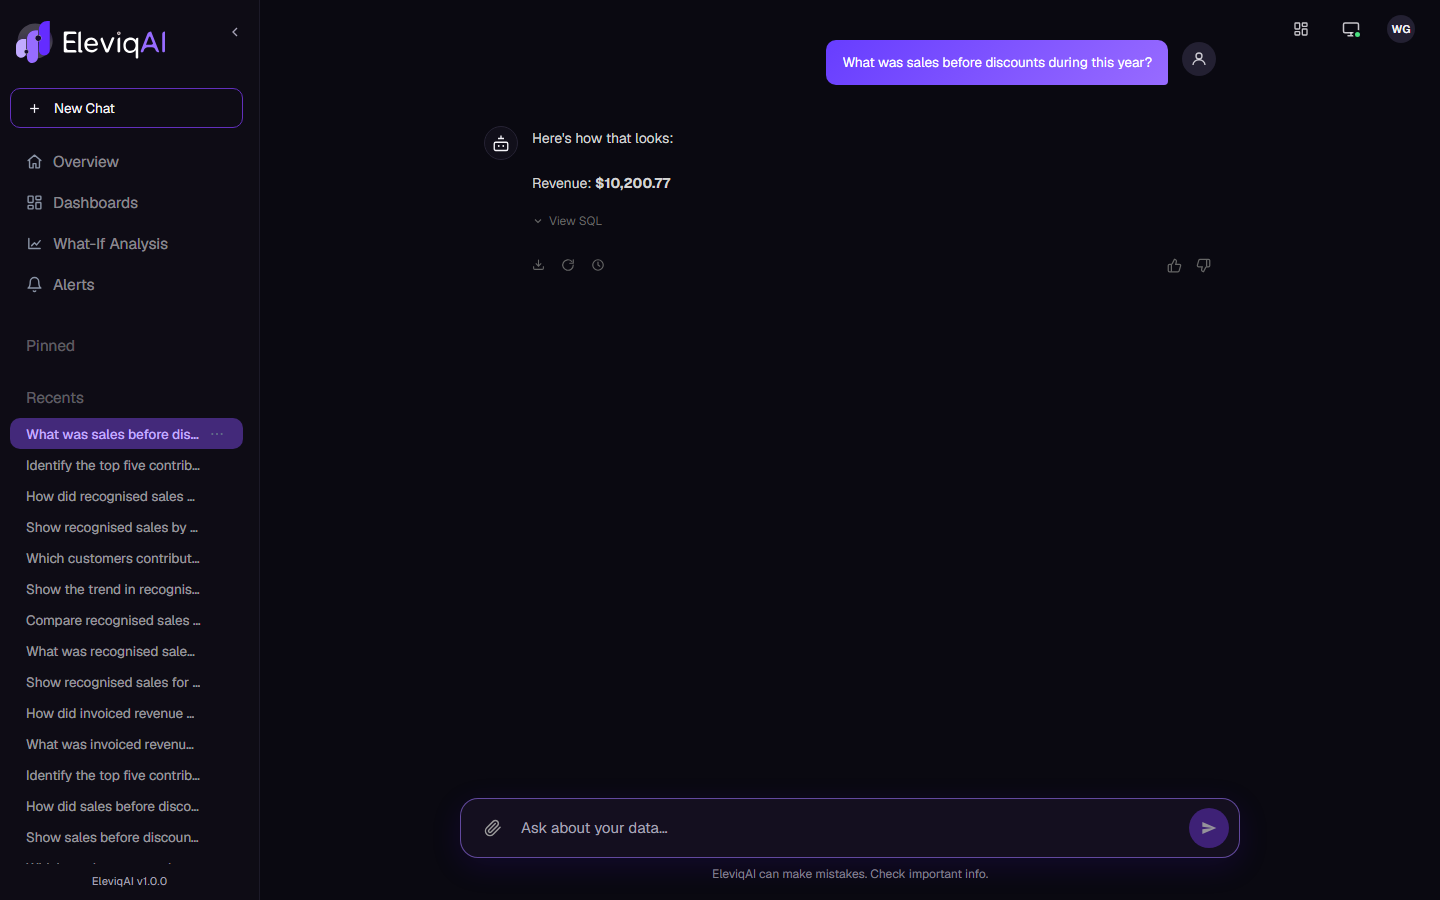 EleviqAI
New Chat
Overview
Dashboards
What-If Analysis
Alerts
Pinned
Recents
What was sales before dis...
Identify the top five contrib...
How did recognised sales ...
Show recognised sales by ...
Which customers contribut...
Show the trend in recognis...
Compare recognised sales ...
What was recognised sale...
Show recognised sales for ...
How did invoiced revenue ...
What was invoiced revenu...
Identify the top five contrib...
How did sales before disco...
Show sales before discoun...
EleviqAI v1.0.0
WG
What was sales before discounts during this year?
Here's how that looks:
Revenue: $10,200.77
View SQL
Ask about your data...
EleviqAI can make mistakes. Check important info.